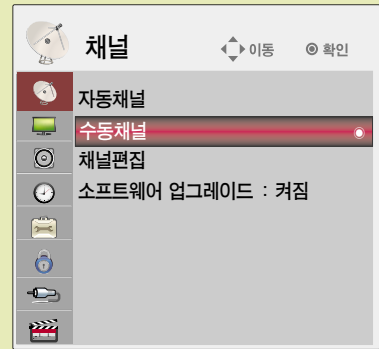 채널 이동 확인
자동채널
수동채널
채널편집
소프트웨어 업그레이드 : 켜짐